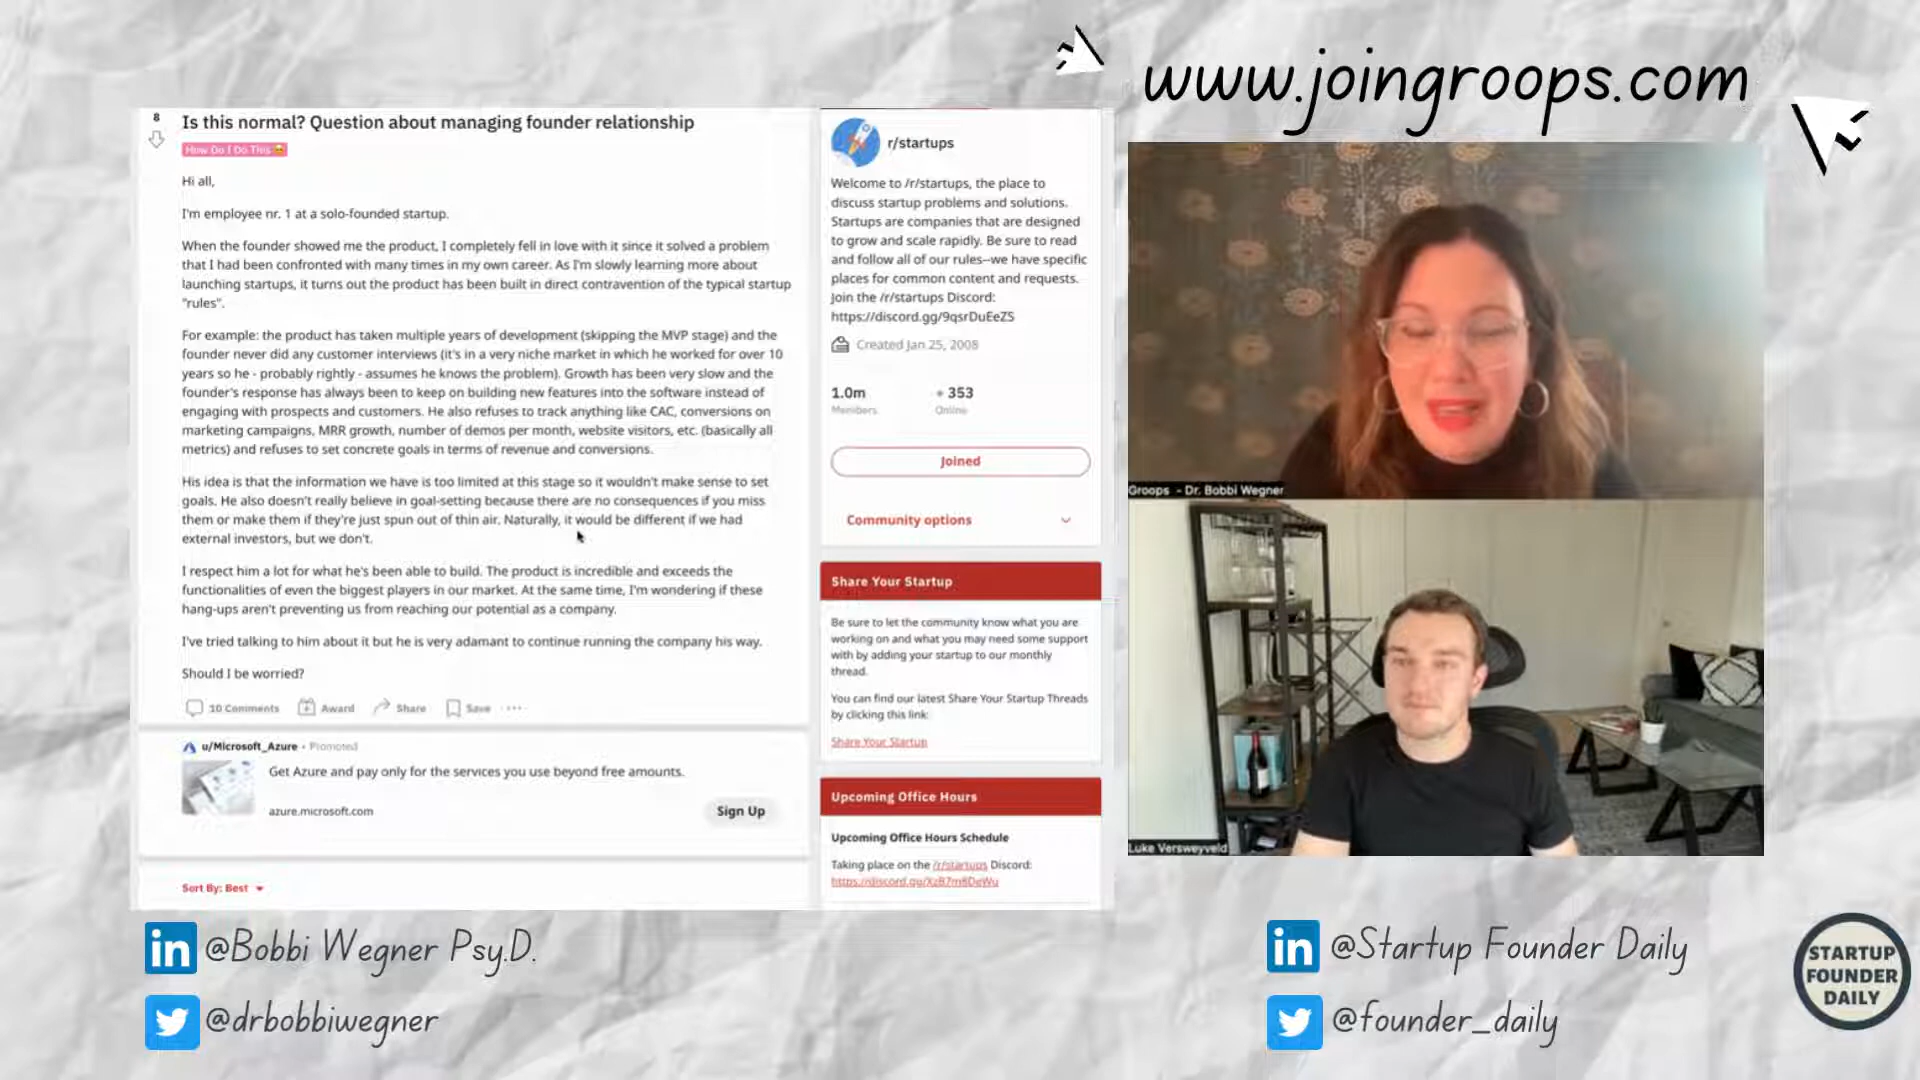 www.joingroops.com
8
Is this normal? Question about managing founder relationship
How Do I Do This
Hi all,
I'm employee nr. 1 at a solo-founded startup.
When the founder showed me the product, I completely fell in love with it since it solved a problem
that I had been confronted with many times in my own career. As I'm slowly learning more about
launching startups, it turns out the product has been built in direct contravention of the typical startup
"rules".
For example: the product has taken multiple years of development (skipping the MVP stage) and the
founder never did any customer interviews (it's in a very niche market in which he worked for over 10
years so he - probably rightly - assumes he knows the problem). Growth has been very slow and the
founder's response has always been to keep on building new features into the software instead of
engaging with prospects and customers. He also refuses to track anything like CAC, conversions on
marketing campaigns, MRR growth, number of demos per month, website visitors, etc. (basically all
metrics) and refuses to set concrete goals in terms of revenue and conversions.
His idea is that the information we have is too limited at this stage so it wouldn't make sense to set
goals. He also doesn't really believe in goal-setting because there are no consequences if you miss
them or make them if they're just spun out of thin air. Naturally, it would be different if we had
external investors, but we don't.
I respect him a lot for what he's been able to build. The product is incredible and exceeds the
functionalities of even the biggest players in our market. At the same time, I'm wondering if these
hang-ups aren't preventing us from reaching our potential as a company.
I've tried talking to him about it but he is very adamant to continue running the company his way.
Should I be worried?
10 Comments Award Share Save ...
u/Microsoft_Azure • Promoted
Get Azure and pay only for the services you use beyond free amounts.
azure.microsoft.com
Sign Up
Sort By: Best
r/startups
Welcome to /r/startups, the place to
discuss startup problems and solutions.
Startups are companies that are designed
to grow and scale rapidly. Be sure to read
and follow all of our rules--we have specific
places for common content and requests.
Join the /r/startups Discord:
https://discord.gg/9qsrDuEeZS
Created Jan 25, 2008
1.0m
Members
353
Online
Joined
Community options
Share Your Startup
Be sure to let the community know what you are
working on and what you may need some support
with by adding your startup to our monthly
thread.
You can find our latest Share Your Startup Threads
by clicking this link:
Share Your Startup
Upcoming Office Hours
Upcoming Office Hours Schedule
Taking place on the /r/startups Discord:
Groops - Dr. Bobbi Wegner
Luke Versweyveld
in @Bobbi Wegner Psy.D.
@drbobbiwegner
in @Startup Founder Daily
@founder_daily
STARTUP
FOUNDER
DAILY